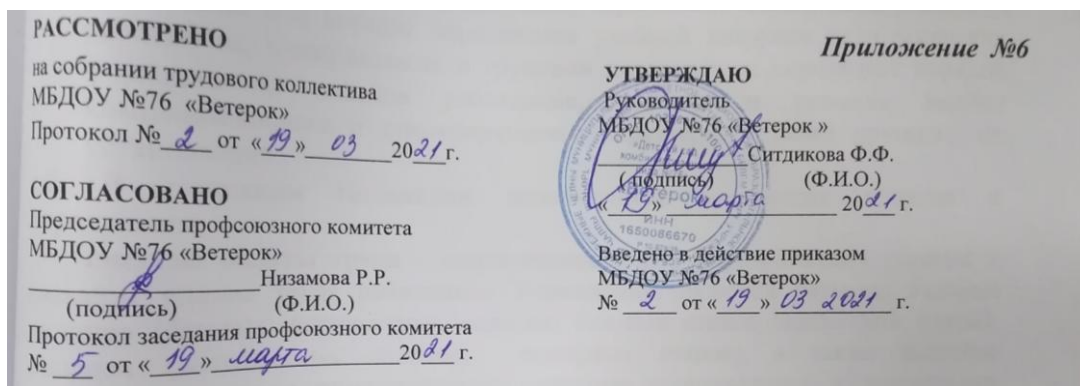 РАССМОТРЕНО
на собрании трудового коллектива
МБДОУ №76 «Ветерок»
Протокол № 2 от «19» 03 2021 г.
СОГЛАСОВАНО
Председатель профсоюзного комитета
МБДОУ №76 «Ветерок»
Низамова Р.Р.
(подпись) (Ф.И.О.)
Протокол заседания профсоюзного комитета
№ 5 от «19» марта 2021 г.
Приложение №6
УТВЕРЖДАЮ
Руководитель
МБДОУ №76 «Ветерок »
Ситдикова Ф.Ф.
( подпись) (Ф.И.О.)
«19» марта 2021 г.
Введено в действие приказом
МБДОУ №76 «Ветерок»
№ 2 от «19» 03 2021 г.
«Ветерок»
ИНН
1650086670